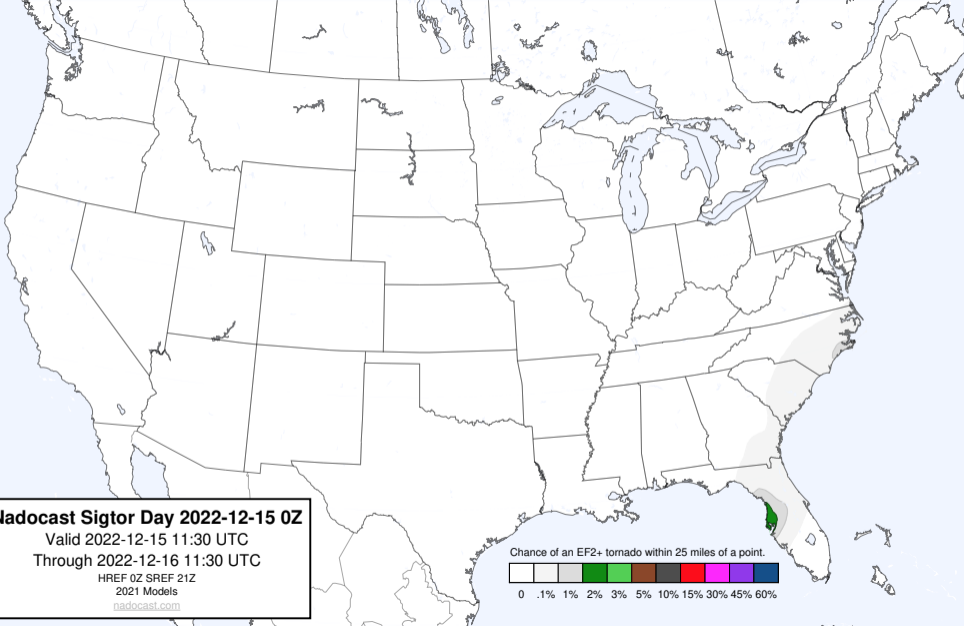 Nadocast Sigtor Day 2022-12-15 0Z
Valid 2022-12-15 11:30 UTC
Through 2022-12-16 11:30 UTC
HREF 0Z SREF 21Z
2021 Models
nadocast.com
Chance of an EF2+ tornado within 25 miles of a point.
0 .1% 1% 2% 3% 5% 10% 15% 30% 45% 60%